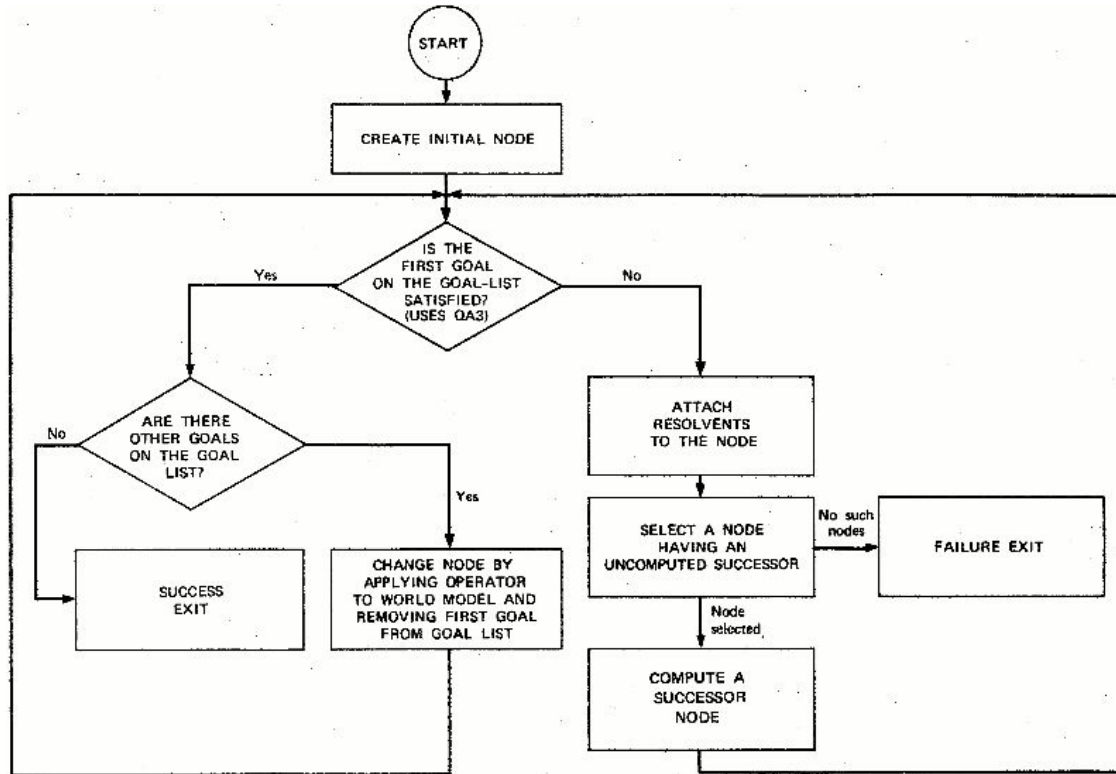 START
CREATE INITIAL NODE
IS THE
FIRST GOAL
ON THE GOAL-LIST
SATISFIED?
(USES QA3)
Yes
No
ARE THERE
OTHER GOALS
ON THE GOAL
LIST?
No
Yes
ATTACH
RESOLVENTS
TO THE NODE
SUCCESS
EXIT
CHANGE NODE BY
APPLYING OPERATOR
TO WORLD MODEL AND
REMOVING FIRST GOAL
FROM GOAL LIST
SELECT A NODE
HAVING AN
UNCOMPUTED SUCCESSOR
No such
nodes
FAILURE EXIT
Node
selected
COMPUTE A
SUCCESSOR
NODE